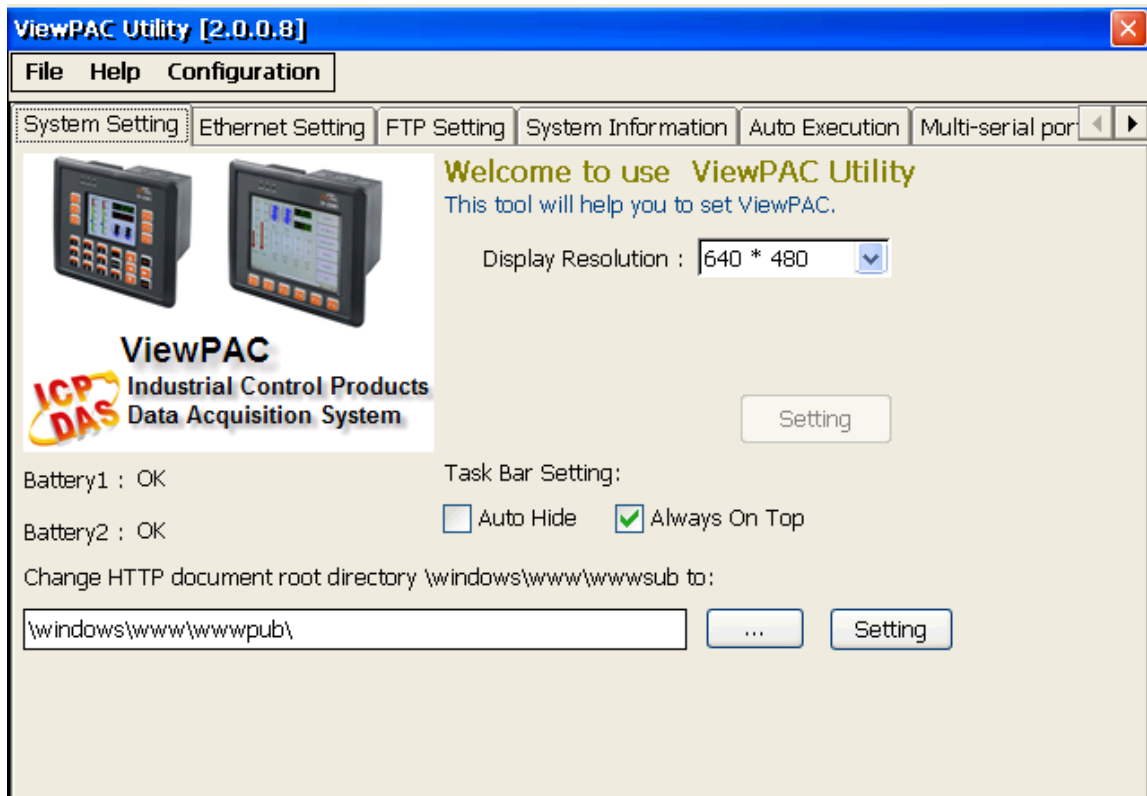 ViewPAC Utility [2.0.0.8]
File Help Configuration
System Setting Ethernet Setting FTP Setting System Information Auto Execution Multi-serial por
Welcome to use ViewPAC Utility
This tool will help you to set ViewPAC.
Display Resolution : 640 * 480
ViewPAC
ICP DAS
Industrial Control Products
Data Acquisition System
Setting
Battery1 : OK
Battery2 : OK
Task Bar Setting:
Auto Hide Always On Top
Change HTTP document root directory \windows\www\wwwsub to:
\windows\www\wwwpub\ ... Setting